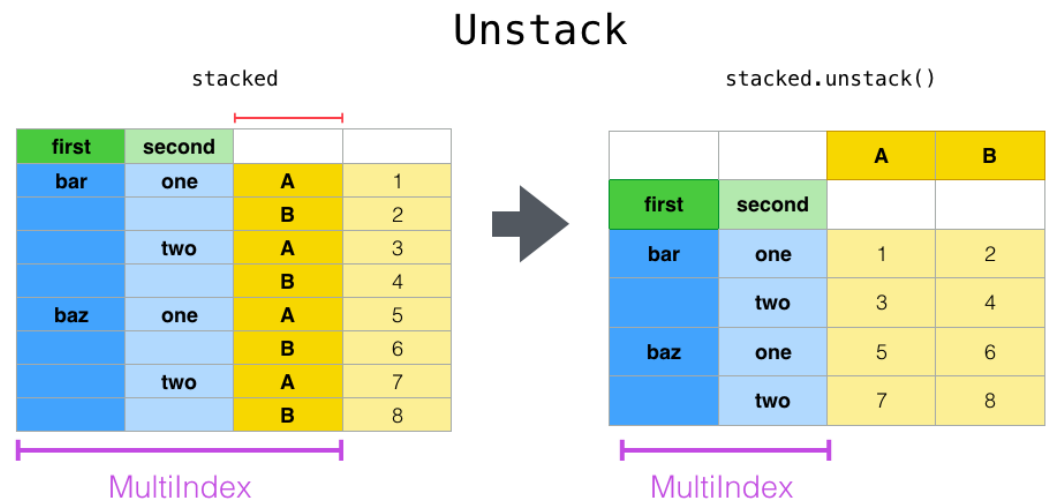 Unstack
stacked
first second
bar one A 1
B 2
two A 3
B 4
baz one A 5
B 6
two A 7
B 8
MultiIndex
stacked.unstack()
A B
first second
bar one 1 2
two 3 4
baz one 5 6
two 7 8
MultiIndex